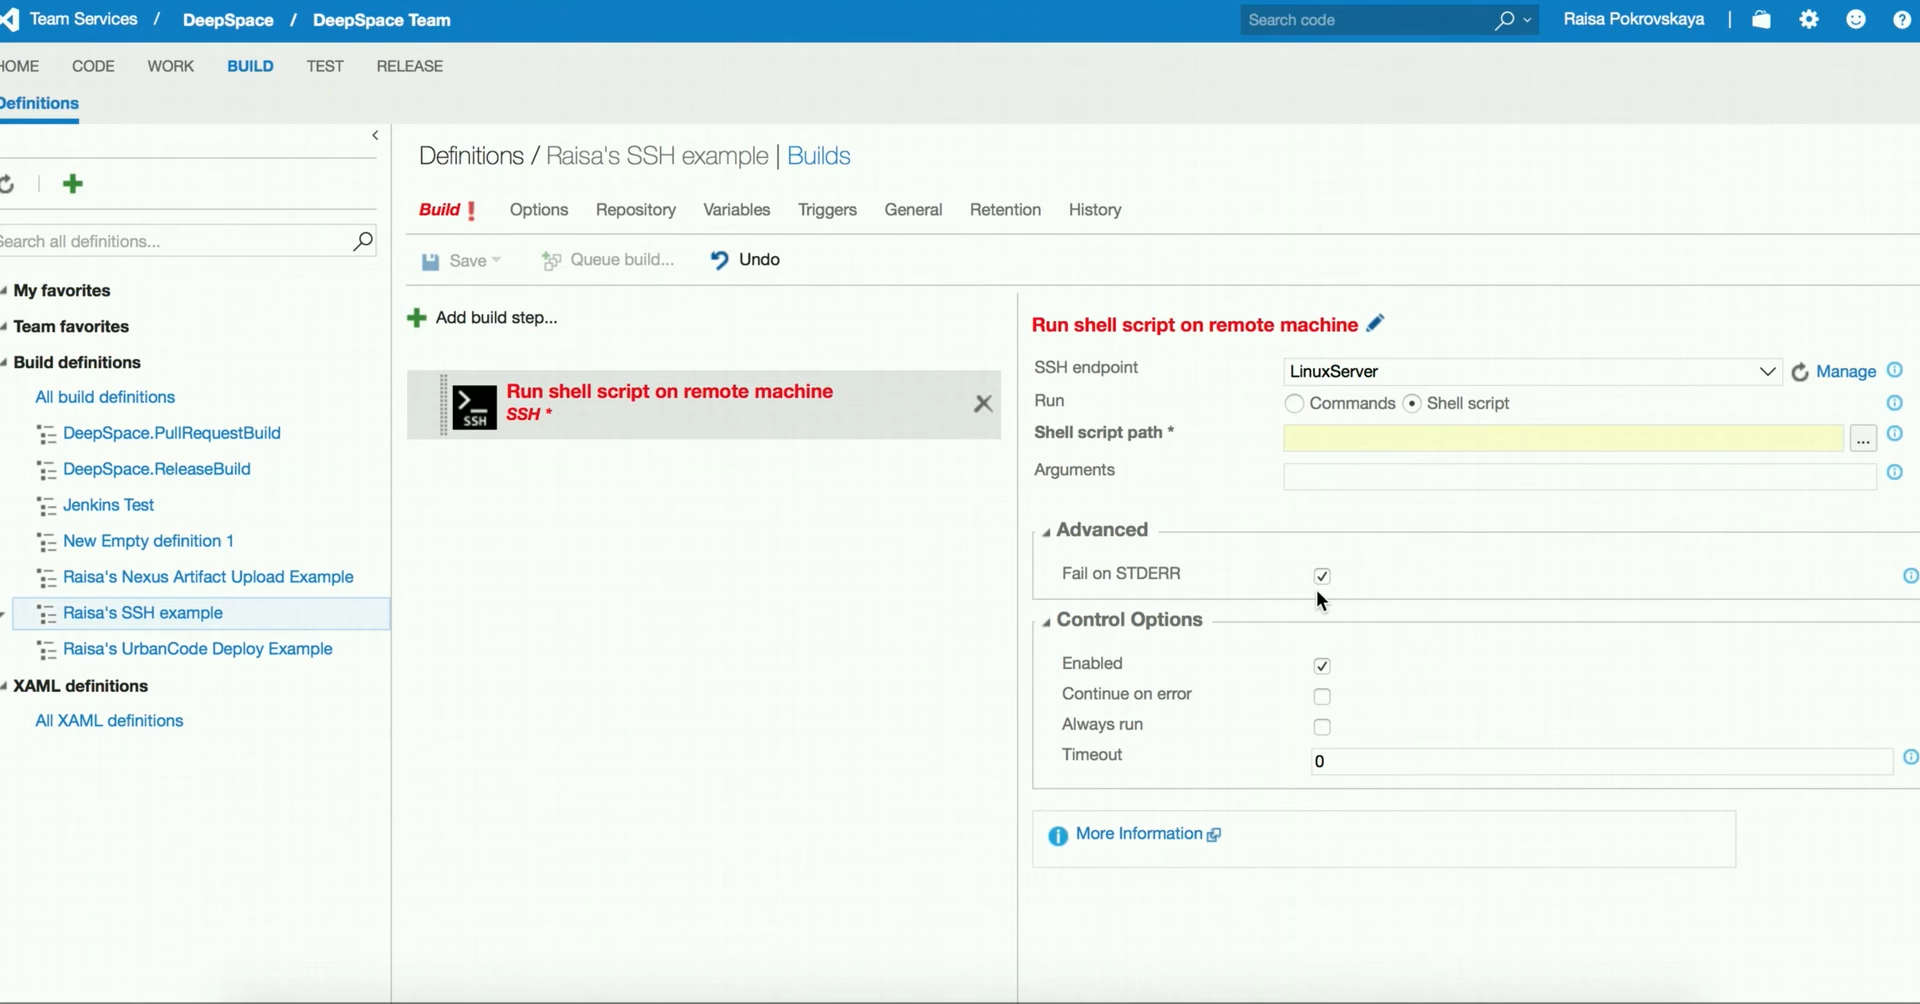 Team Services / DeepSpace / DeepSpace Team
Search code
Raisa Pokrovskaya
HOME CODE WORK BUILD TEST RELEASE
Definitions
Search all definitions...
My favorites
Team favorites
Build definitions
All build definitions
DeepSpace.PullRequestBuild
DeepSpace.ReleaseBuild
Jenkins Test
New Empty definition 1
Raisa's Nexus Artifact Upload Example
Raisa's SSH example
Raisa's UrbanCode Deploy Example
XAML definitions
All XAML definitions
Definitions / Raisa's SSH example | Builds
Build ! Options Repository Variables Triggers General Retention History
Save Queue build... Undo
Add build step...
SSH
Run shell script on remote machine
SSH *
Run shell script on remote machine
SSH endpoint LinuxServer Manage
Run Commands Shell script
Shell script path * ...
Arguments
Advanced
Fail on STDERR
Control Options
Enabled
Continue on error
Always run
Timeout 0
More Information